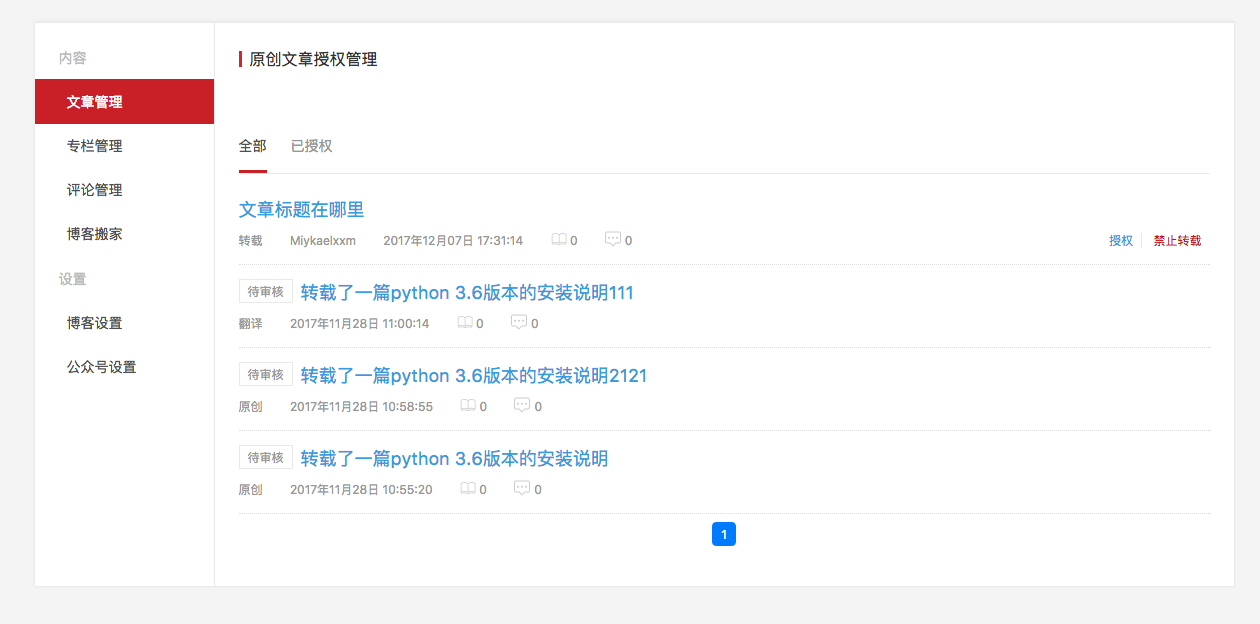 内容
文章管理
专栏管理
评论管理
博客搬家
设置
博客设置
公众号设置
原创文章授权管理
全部 已授权
文章标题在哪里
转载 Miykaelxxm 2017年12月07日 17:31:14 0 0 授权 禁止转载
待审核 转载了一篇python 3.6版本的安装说明111
翻译 2017年11月28日 11:00:14 0 0
待审核 转载了一篇python 3.6版本的安装说明2121
原创 2017年11月28日 10:58:55 0 0
待审核 转载了一篇python 3.6版本的安装说明
原创 2017年11月28日 10:55:20 0 0
1